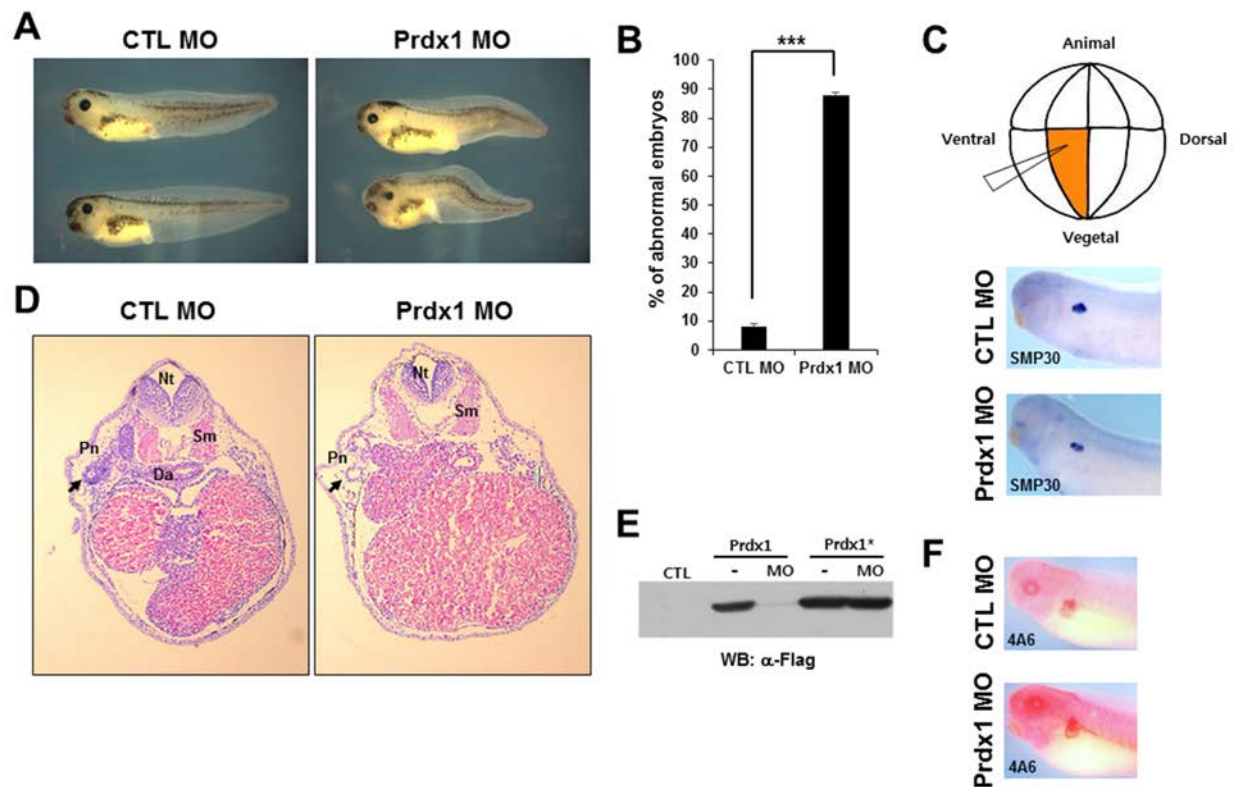 A
CTL MO
Prdx1 MO
B
% of abnormal embryos
100
90
80
70
60
50
40
30
20
10
0
***
CTL MO
Prdx1 MO
C
Animal
Ventral
Dorsal
Vegetal
CTL MO
SMP30
Prdx1 MO
SMP30
D
CTL MO
Prdx1 MO
Nt
Sm
Pn
Da
Nt
Sm
Pn
E
Prdx1
Prdx1*
CTL
-
MO
-
MO
WB: α-Flag
F
CTL MO
4A6
Prdx1 MO
4A6